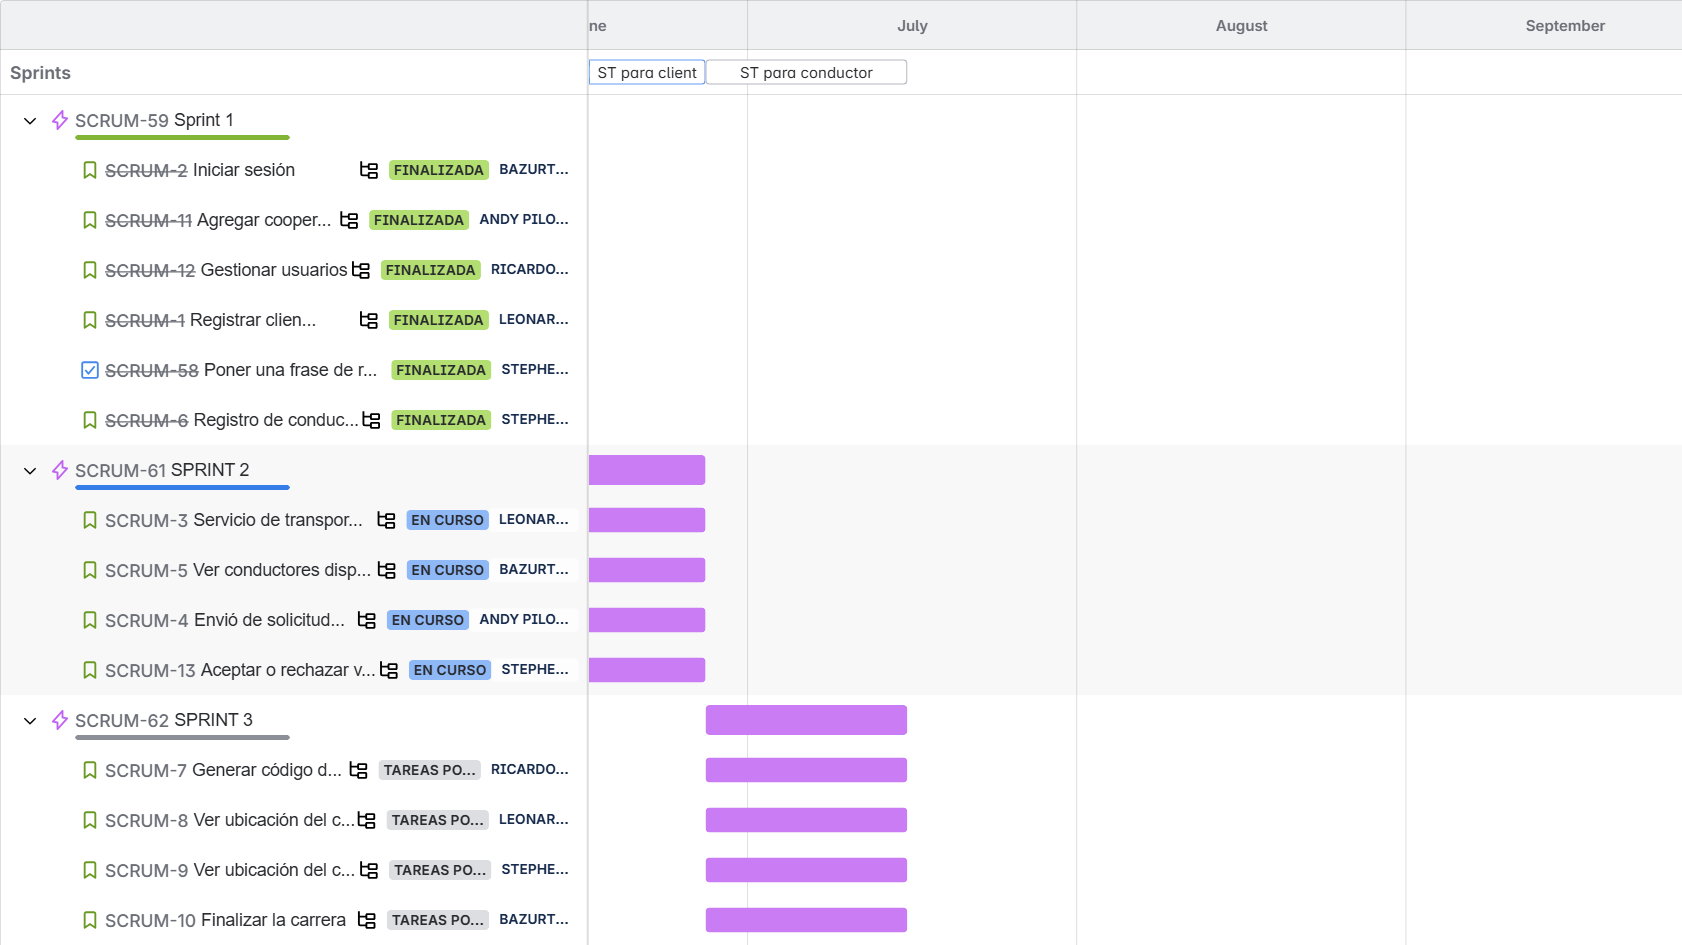 ne July August September
Sprints ST para client ST para conductor
SCRUM-59 Sprint 1
SCRUM-2 Iniciar sesión FINALIZADA BAZURT...
SCRUM-11 Agregar cooper... FINALIZADA ANDY PILO...
SCRUM-12 Gestionar usuarios FINALIZADA RICARDO...
SCRUM-1 Registrar clien... FINALIZADA LEONAR...
SCRUM-58 Poner una frase de r... FINALIZADA STEPHE...
SCRUM-6 Registro de conduc... FINALIZADA STEPHE...
SCRUM-61 SPRINT 2
SCRUM-3 Servicio de transpor... EN CURSO LEONAR...
SCRUM-5 Ver conductores disp... EN CURSO BAZURT...
SCRUM-4 Envió de solicitud... EN CURSO ANDY PILO...
SCRUM-13 Aceptar o rechazar v... EN CURSO STEPHE...
SCRUM-62 SPRINT 3
SCRUM-7 Generar código d... TAREAS PO... RICARDO...
SCRUM-8 Ver ubicación del c... TAREAS PO... LEONAR...
SCRUM-9 Ver ubicación del c... TAREAS PO... STEPHE...
SCRUM-10 Finalizar la carrera TAREAS PO... BAZURT...